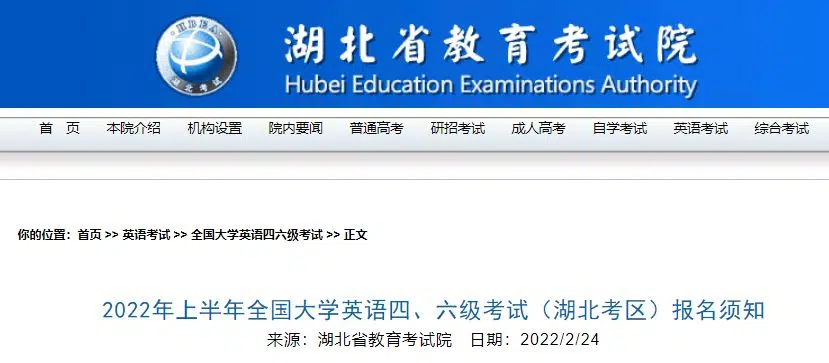 湖北省教育考试院
Hubei Education Examinations Authority
湖北考试
首 页 本院介绍 机构设置 院内要闻 普通高考 研招考试 成人高考 自学考试 英语考试 综合考试
你的位置：首页 >> 英语考试 >> 全国大学英语四六级考试 >> 正文
2022年上半年全国大学英语四、六级考试（湖北考区）报名须知
来源：湖北省教育考试院 日期：2022/2/24